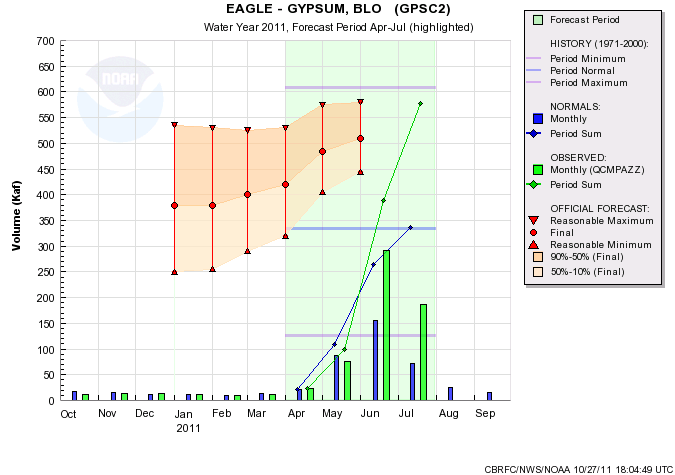 EAGLE - GYPSUM, BLO (GPSC2)
Water Year 2011, Forecast Period Apr-Jul (highlighted)
Volume (Kaf)
700
650
600
550
500
450
400
350
300
250
200
150
100
50
0
NOAA
Oct Nov Dec Jan Feb Mar Apr May Jun Jul Aug Sep
2011
Forecast Period
HISTORY (1971-2000):
Period Minimum
Period Normal
Period Maximum
NORMALS:
Monthly
Period Sum
OBSERVED:
Monthly (QCMPAZZ)
Period Sum
OFFICIAL FORECAST:
Reasonable Maximum
Final
Reasonable Minimum
90%-50% (Final)
50%-10% (Final)
CBRFC/NWS/NOAA 10/27/11 18:04:49 UTC